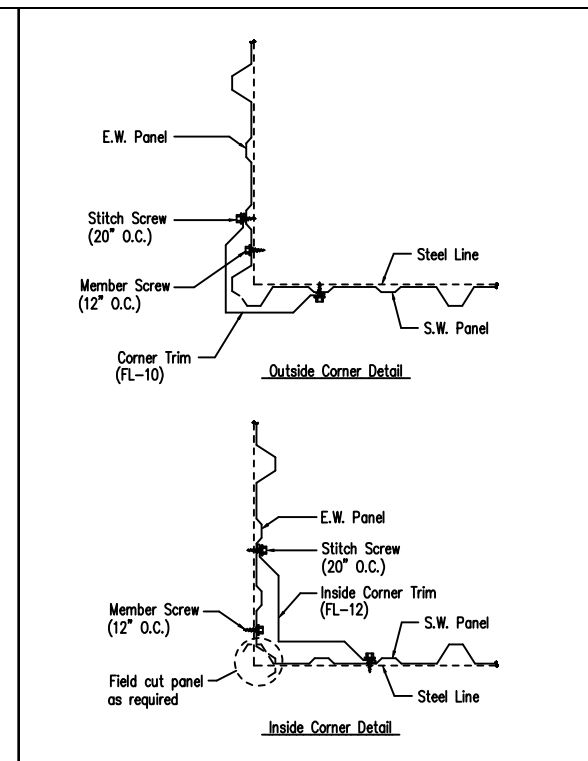 E.W. Panel
Stitch Screw
(20" O.C.)
Steel Line
Member Screw
(12" O.C.)
S.W. Panel
Corner Trim
(FL-10)
Outside Corner Detail
E.W. Panel
Stitch Screw
(20" O.C.)
Inside Corner Trim
(FL-12)
Member Screw
(12" O.C.)
S.W. Panel
Field cut panel
as required
Steel Line
Inside Corner Detail